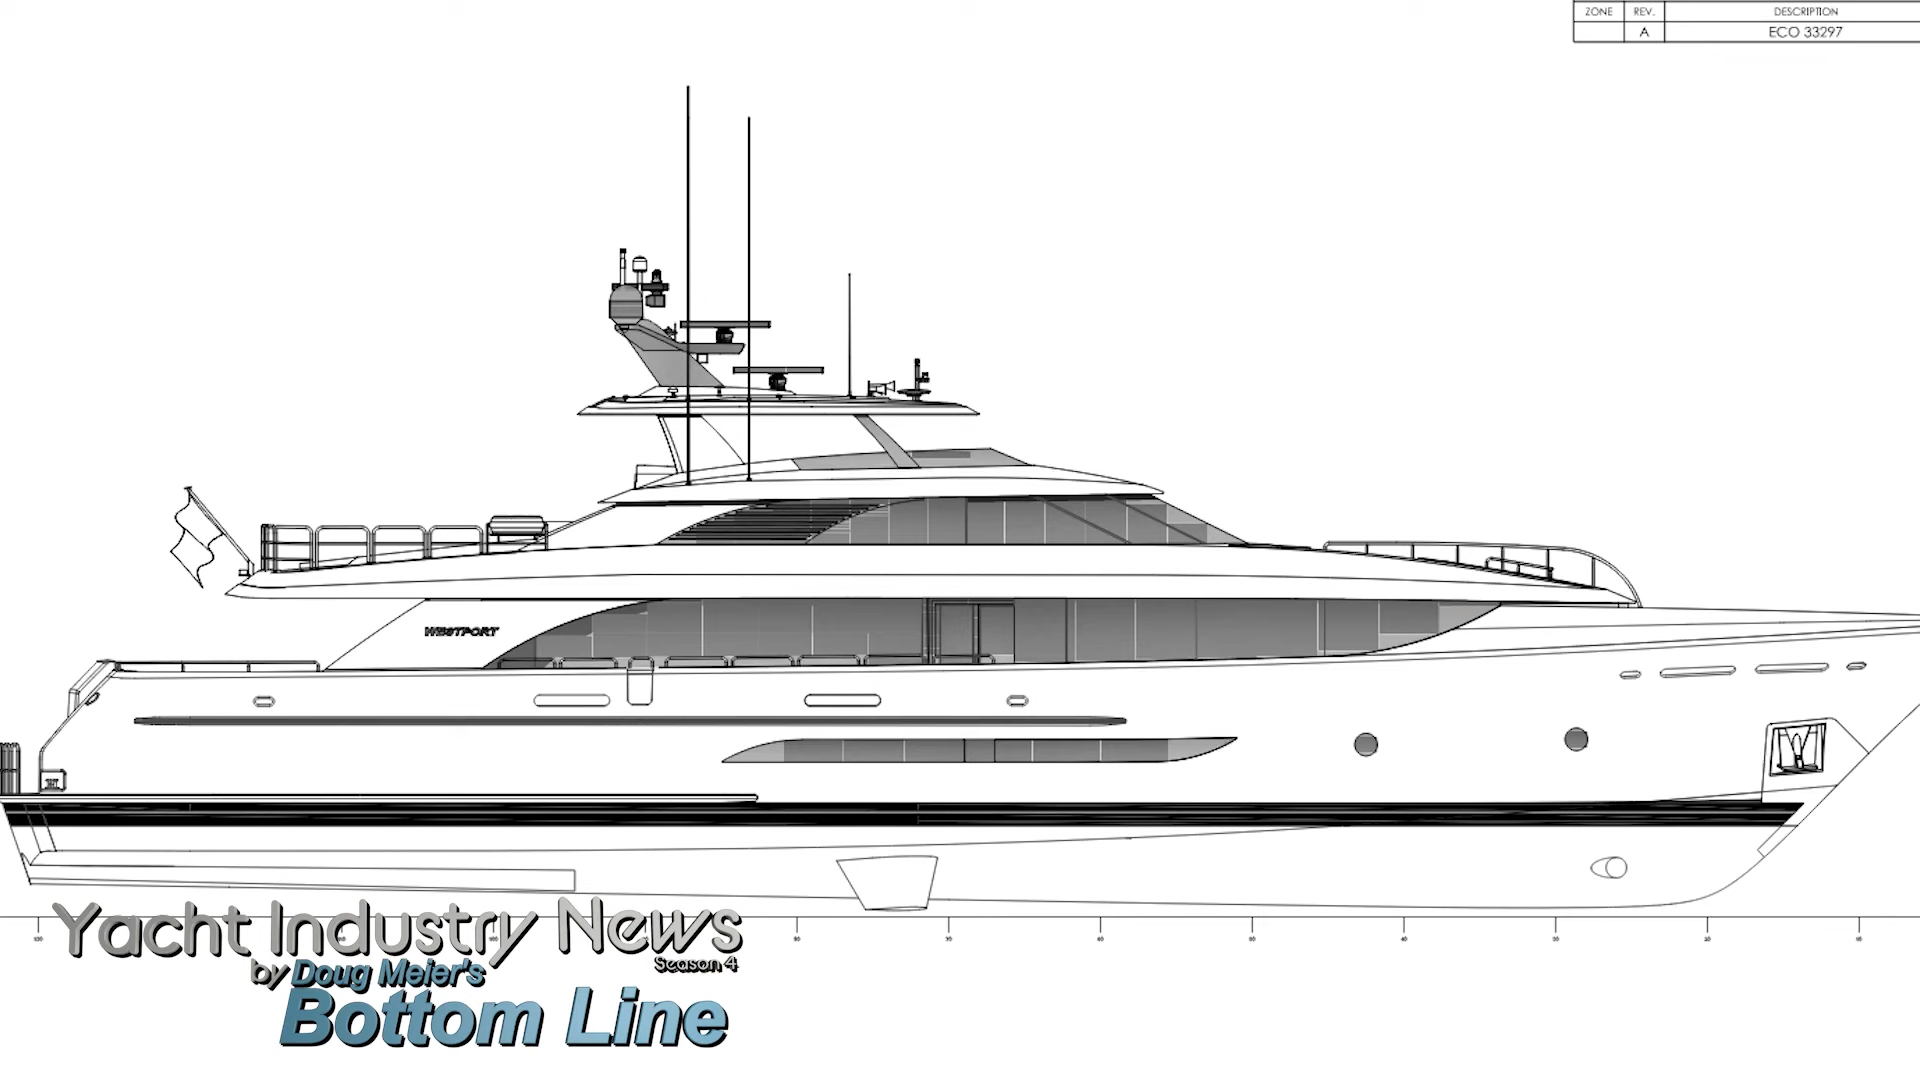 ZONE REV. DESCRIPTION
A ECO 33297
WESTPORT
Yacht Industry News
Season 4
by Doug Meier's
Bottom Line